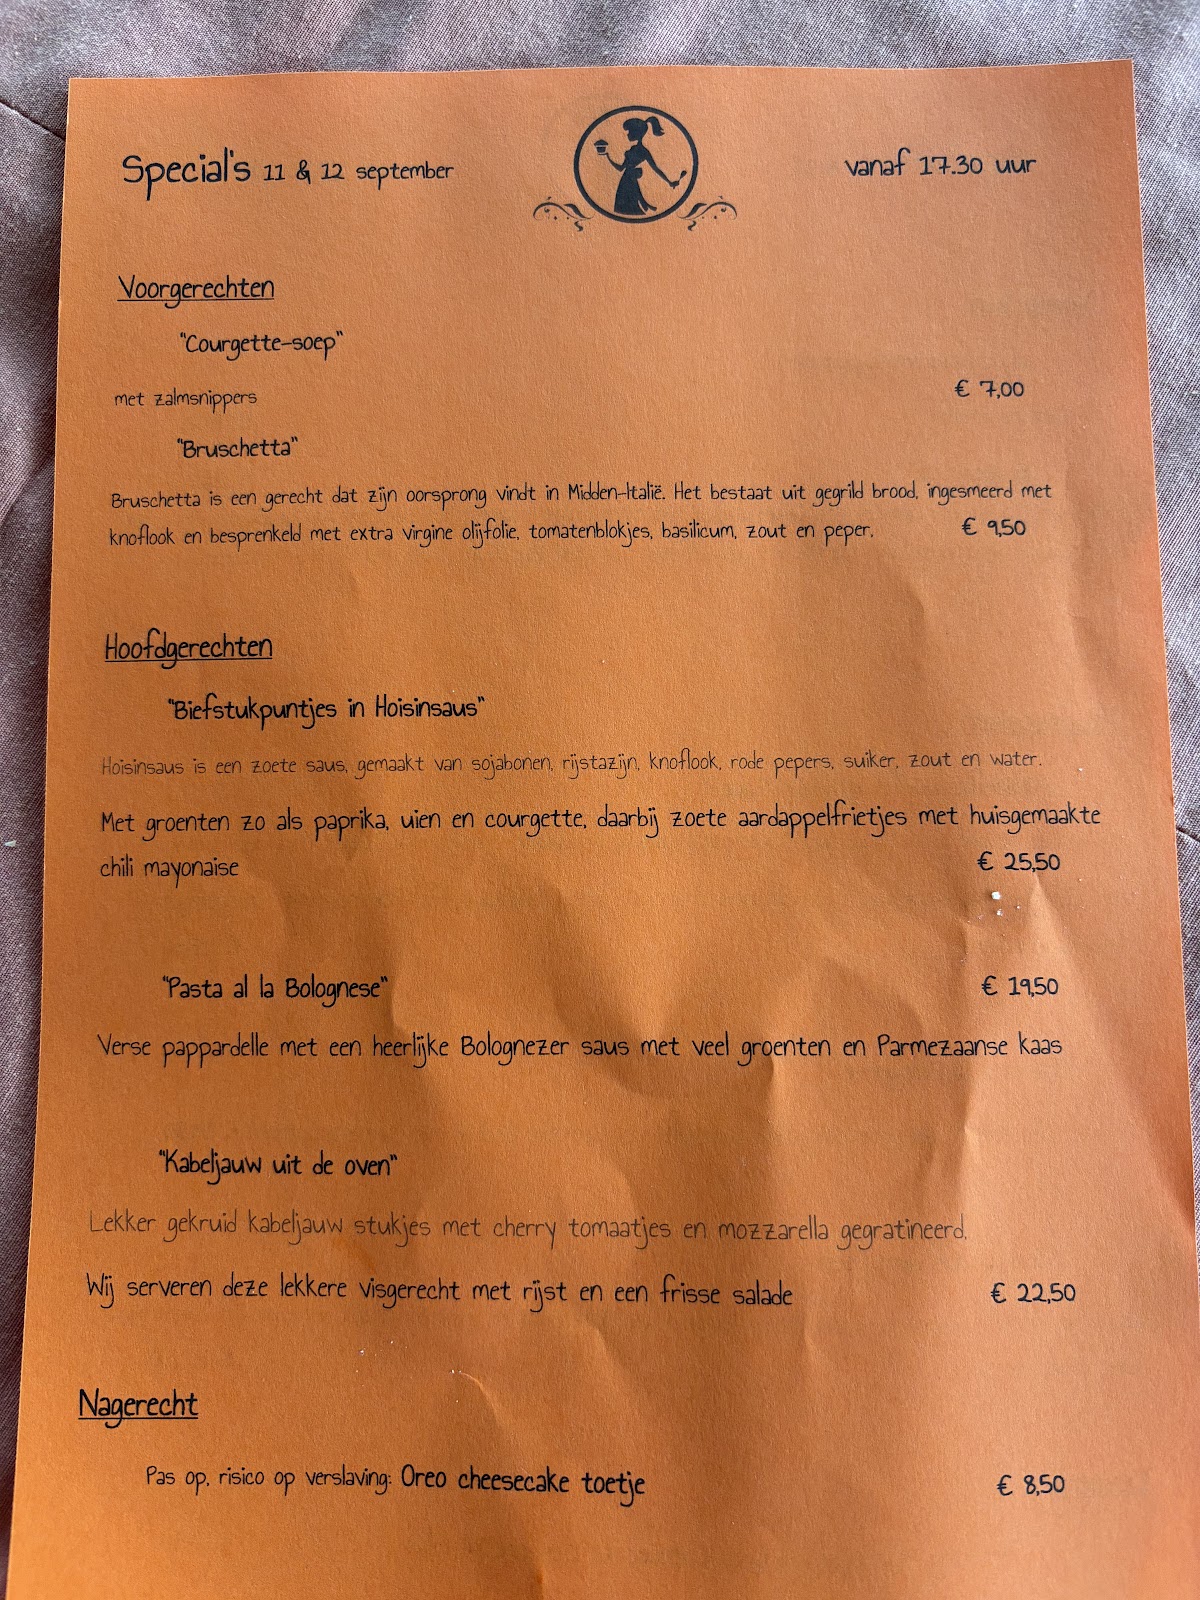 Special's 11 & 12 september
vanaf 17.30 uur
Voorgerechten
"Courgette-soep"
met zalmsnippers € 7,00
"Bruschetta"
Bruschetta is een gerecht dat zijn oorsprong vindt in Midden-Italië. Het bestaat uit gegrild brood, ingesmeerd met
knoflook en besprenkeld met extra virgine olijfolie, tomatenblokjes, basilicum, zout en peper. € 9,50
Hoofdgerechten
"Biefstukpuntjes in Hoisinsaus"
Hoisinsaus is een zoete saus, gemaakt van sojabonen, rijstazijn, knoflook, rode pepers, suiker, zout en water.
Met groenten zo als paprika, uien en courgette, daarbij zoete aardappelfrietjes met huisgemaakte
chili mayonaise € 25,50
"Pasta al la Bolognese" € 19,50
Verse pappardelle met een heerlijke Bolognezer saus met veel groenten en Parmezaanse kaas
"Kabeljauw uit de oven"
Lekker gekruid kabeljauw stukjes met cherry tomaatjes en mozzarella gegratineerd.
Wij serveren deze lekkere visgerecht met rijst en een frisse salade € 22,50
Nagerecht
Pas op, risico op verslaving: Oreo cheesecake toetje € 8,50